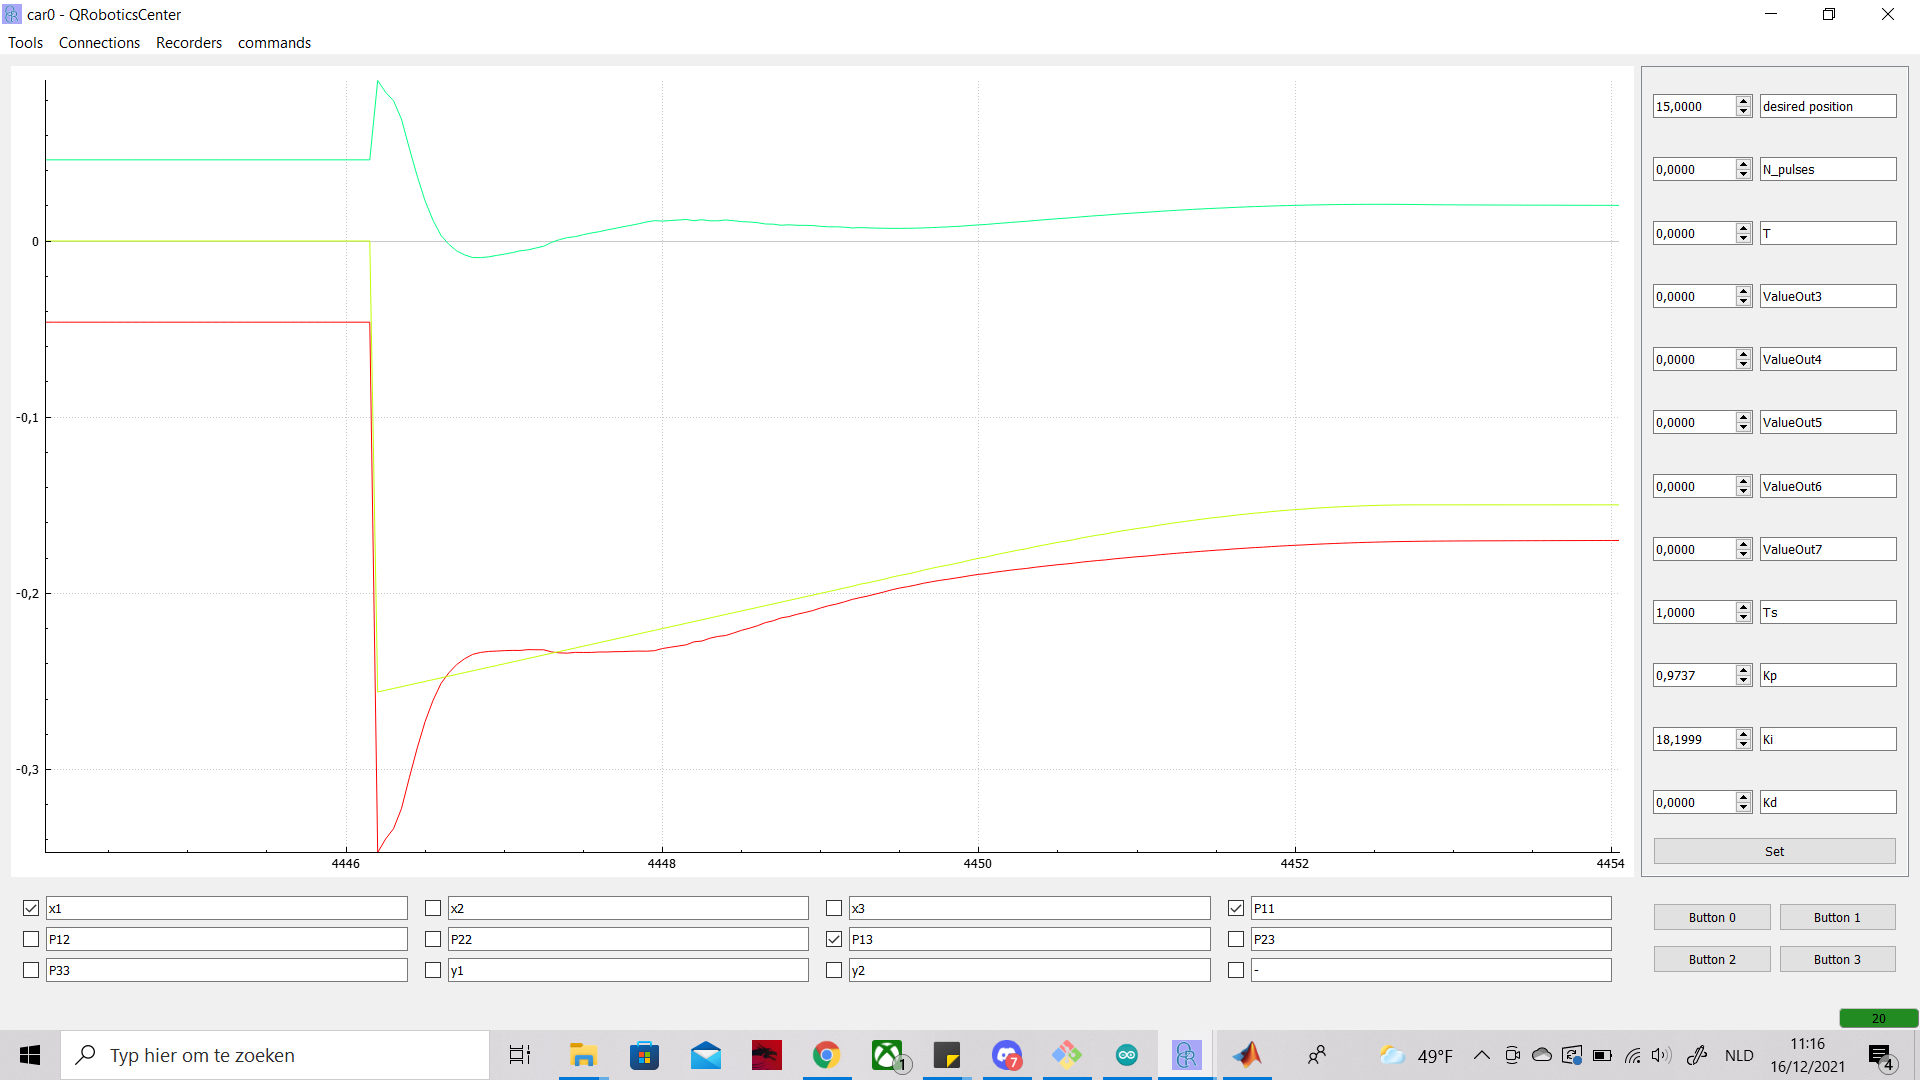 car0 - QRoboticsCenter
Tools Connections Recorders commands
0
-0,1
-0,2
-0,3
4446 4448 4450 4452 4454
15,0000 desired position
0,0000 N_pulses
0,0000 T
0,0000 ValueOut3
0,0000 ValueOut4
0,0000 ValueOut5
0,0000 ValueOut6
0,0000 ValueOut7
1,0000 Ts
0,9737 Kp
18,1999 Ki
0,0000 Kd
Set
x1 x2 x3 P11
P12 P22 P13 P23
P33 y1 y2 -
Button 0 Button 1
Button 2 Button 3
20
Typ hier om te zoeken
1
7
49°F
NLD
11:16
16/12/2021
4